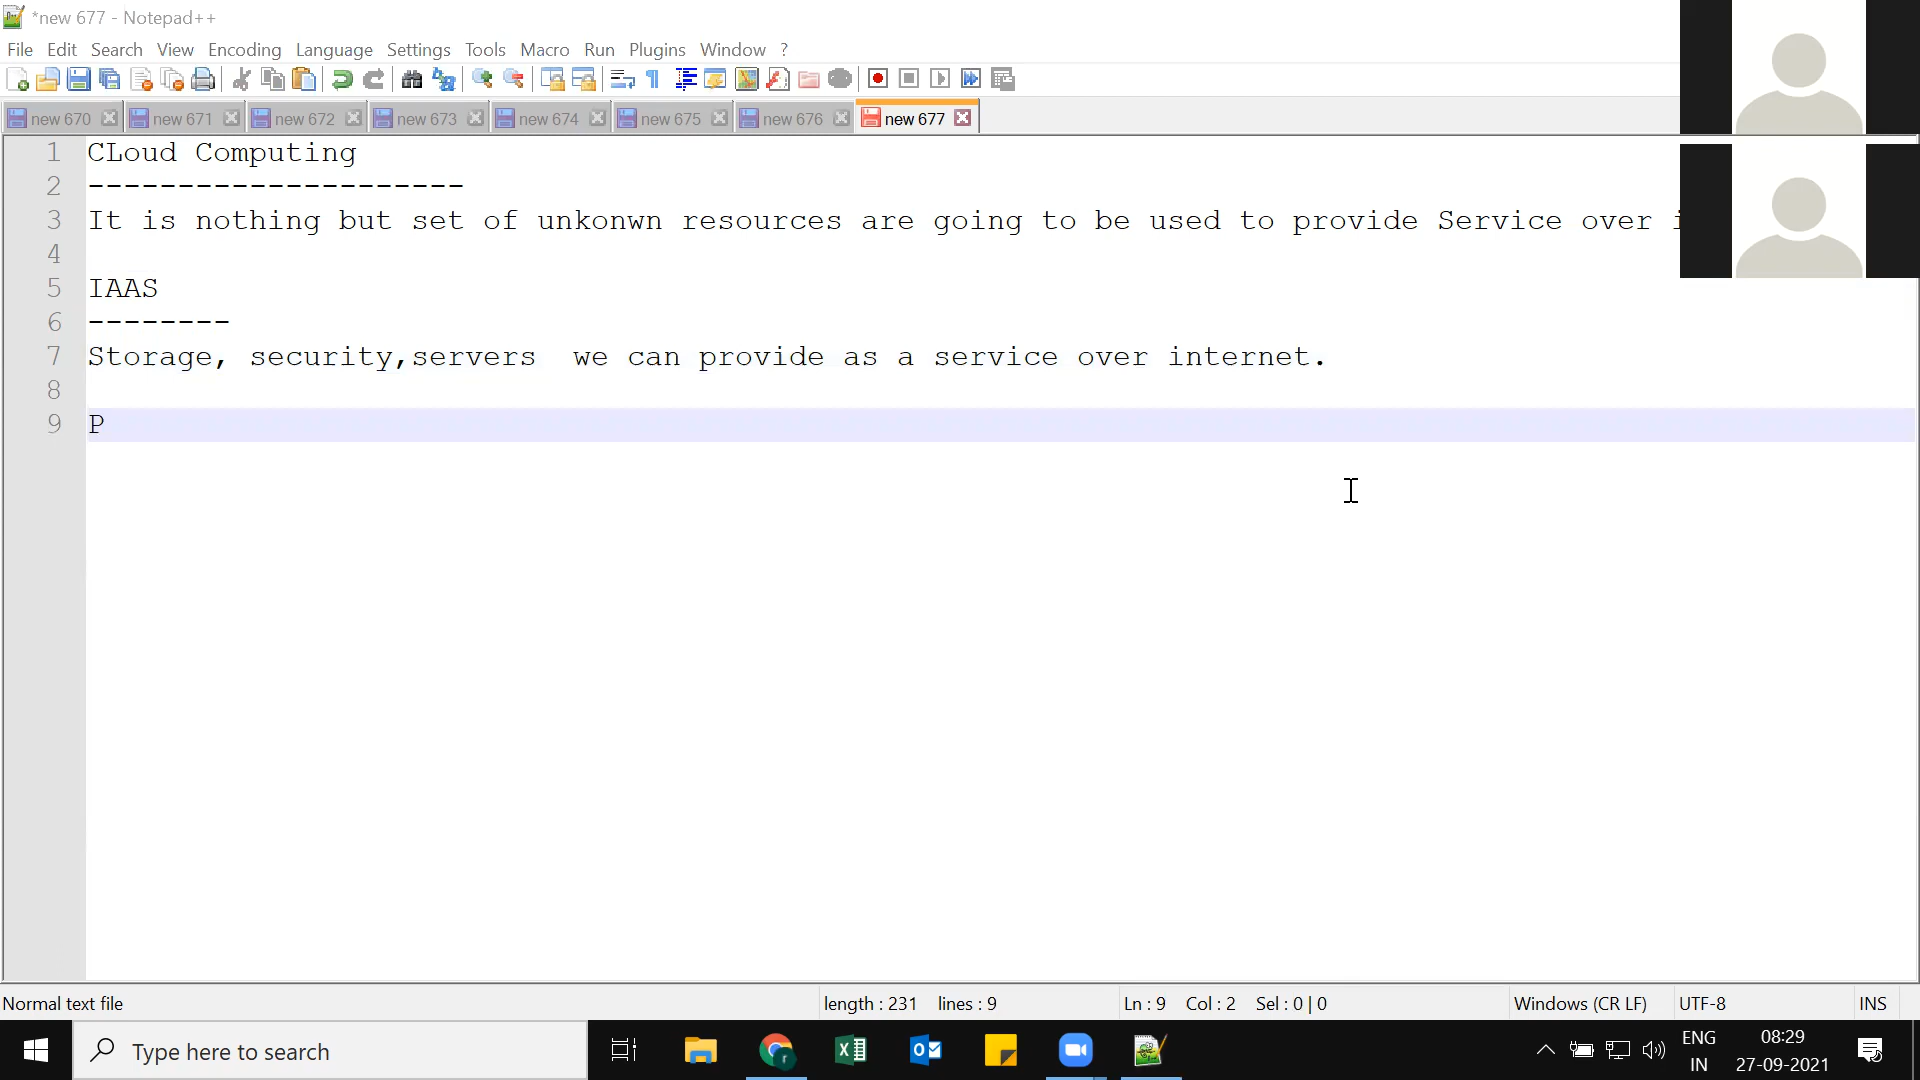 *new 677 - Notepad++
File Edit Search View Encoding Language Settings Tools Macro Run Plugins Window ?
new 670 new 671 new 672 new 673 new 674 new 675 new 676 new 677
1 CLoud Computing
2 ---------------------
3 It is nothing but set of unkonwn resources are going to be used to provide Service over i
4
5 IAAS
6 --------
7 Storage, security,servers  we can provide as a service over internet.
8
9 P
Normal text file length : 231 lines : 9 Ln : 9 Col : 2 Sel : 0 | 0 Windows (CR LF) UTF-8 INS
Type here to search
ENG 08:29
IN 27-09-2021